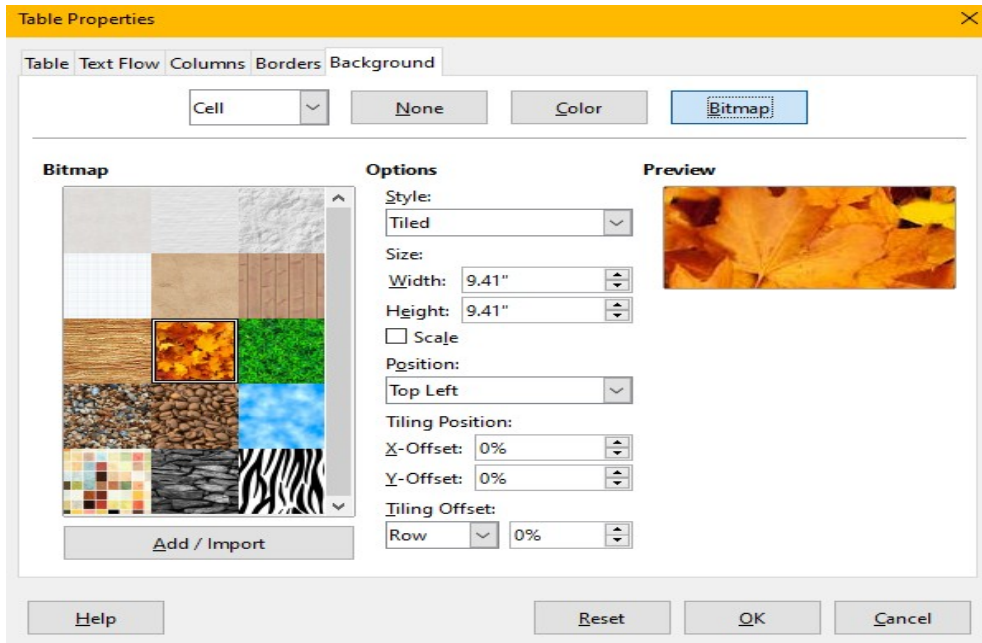 Table Properties
Table Text Flow Columns Borders Background
Cell None Color Bitmap
Bitmap
Options
Style:
Tiled
Size:
Width: 9.41"
Height: 9.41"
Scale
Position:
Top Left
Tiling Position:
X-Offset: 0%
Y-Offset: 0%
Tiling Offset:
Row 0%
Preview
Add / Import
Help Reset OK Cancel